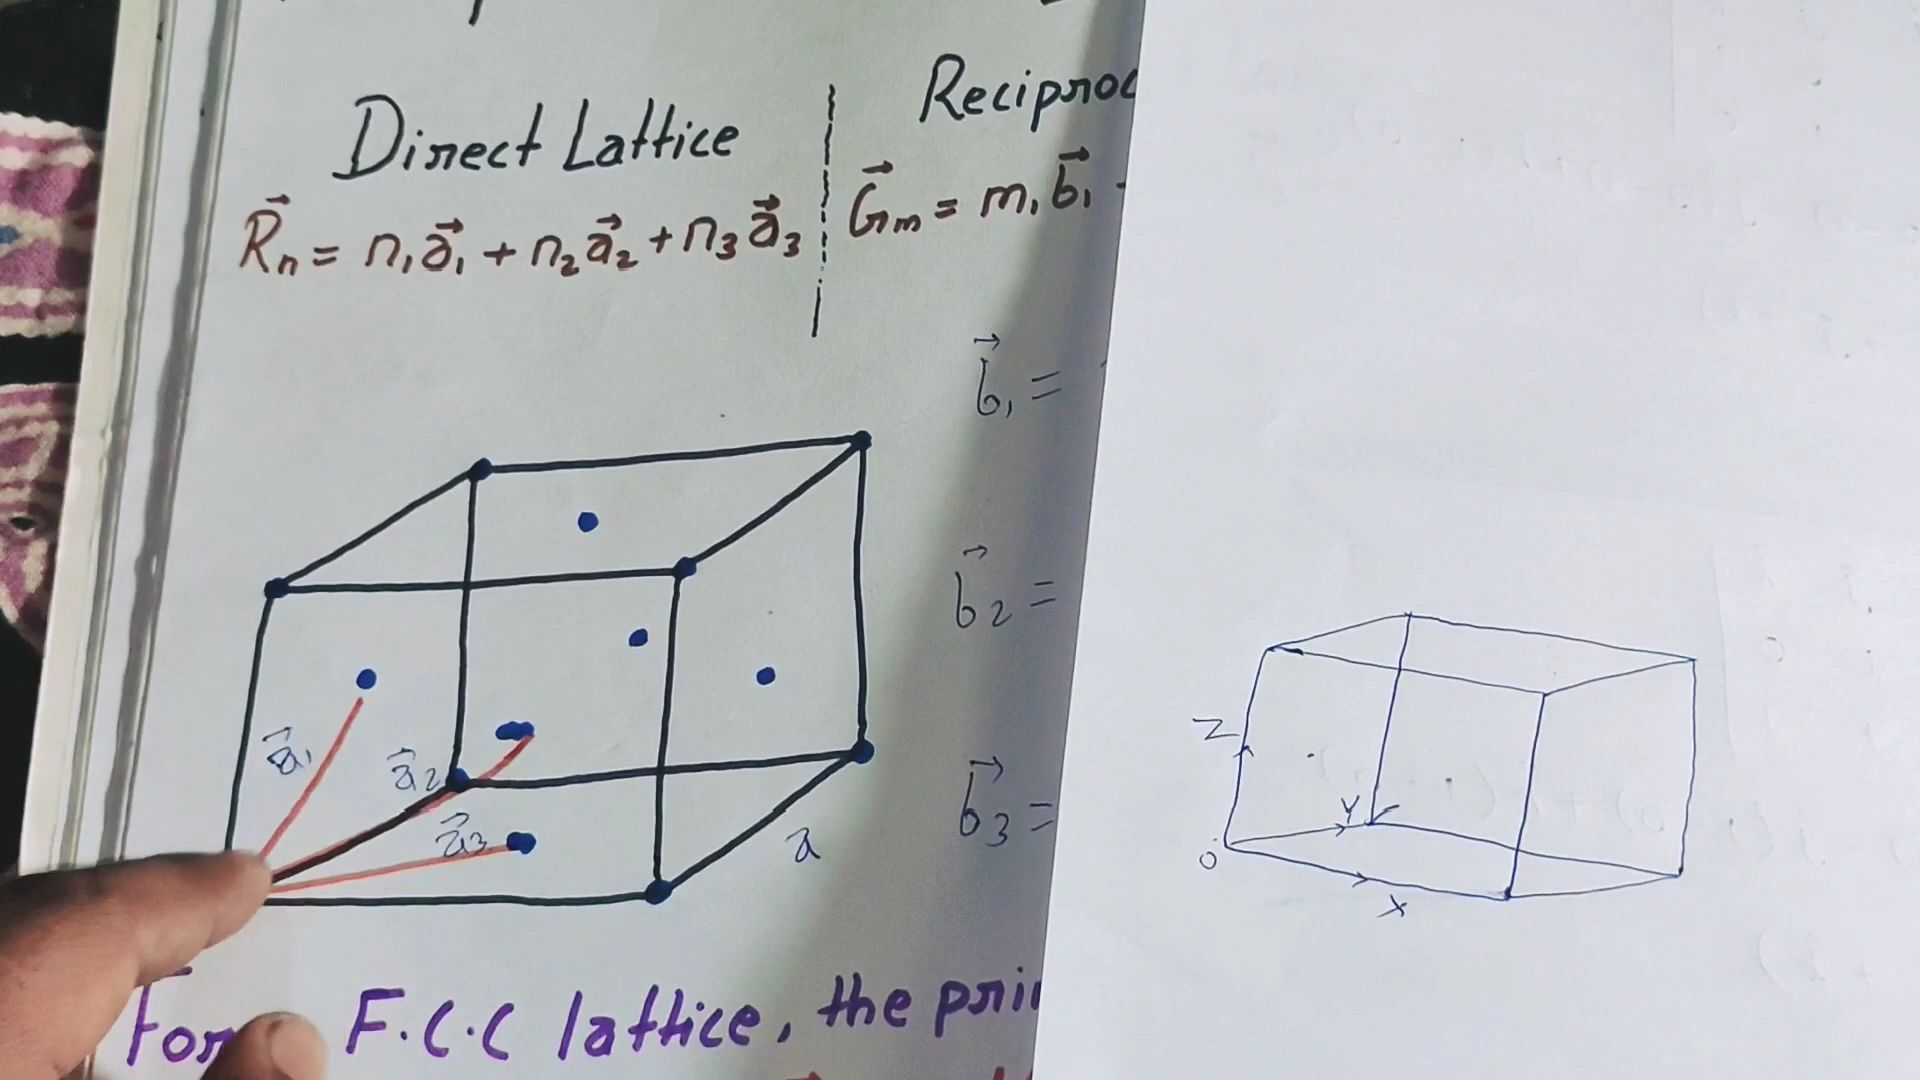 Direct Lattice
Reciproc
R⃗n = n₁a⃗₁ + n₂a⃗₂ + n₃a⃗₃
G⃗m = m₁b⃗₁
b⃗₁ =
b⃗₂ =
b⃗₃ =
a⃗₁
a⃗₂
a⃗₃
a
Z
Y
O
X
For F.C.C lattice, the pri